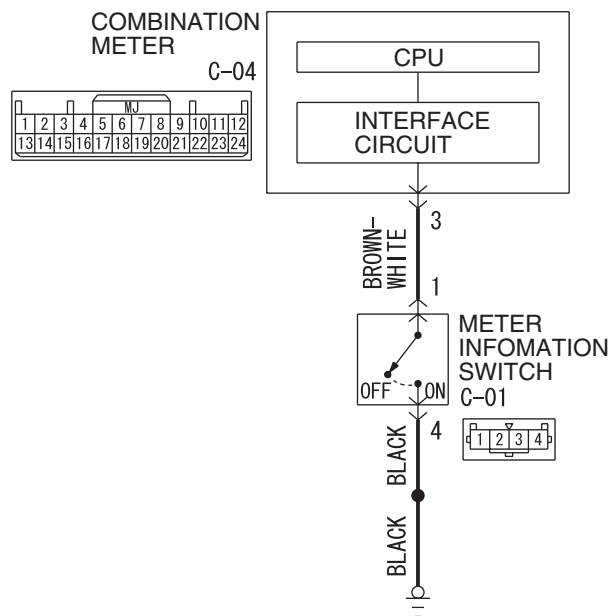 COMBINATION
METER
C-04
MJ
1 2 3 4 5 6 7 8 9 10 11 12
13 14 15 16 17 18 19 20 21 22 23 24
CPU
INTERFACE
CIRCUIT
3
BROWN-
WHITE
1
METER
INFOMATION
SWITCH
C-01
OFF ON
4
1 2 3 4
BLACK
BLACK